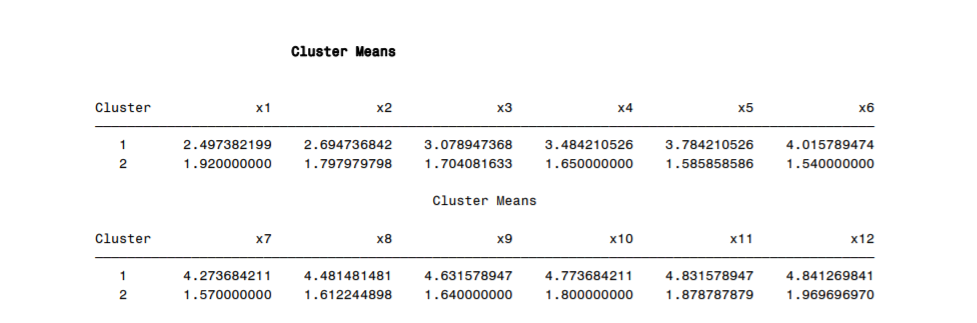 Cluster Means
Cluster x1 x2 x3 x4 x5 x6
1 2.497382199 2.694736842 3.078947368 3.484210526 3.784210526 4.015789474
2 1.920000000 1.797979798 1.704081633 1.650000000 1.585858586 1.540000000
Cluster Means
Cluster x7 x8 x9 x10 x11 x12
1 4.273684211 4.481481481 4.631578947 4.773684211 4.831578947 4.841269841
2 1.570000000 1.612244898 1.640000000 1.800000000 1.878787879 1.969696970